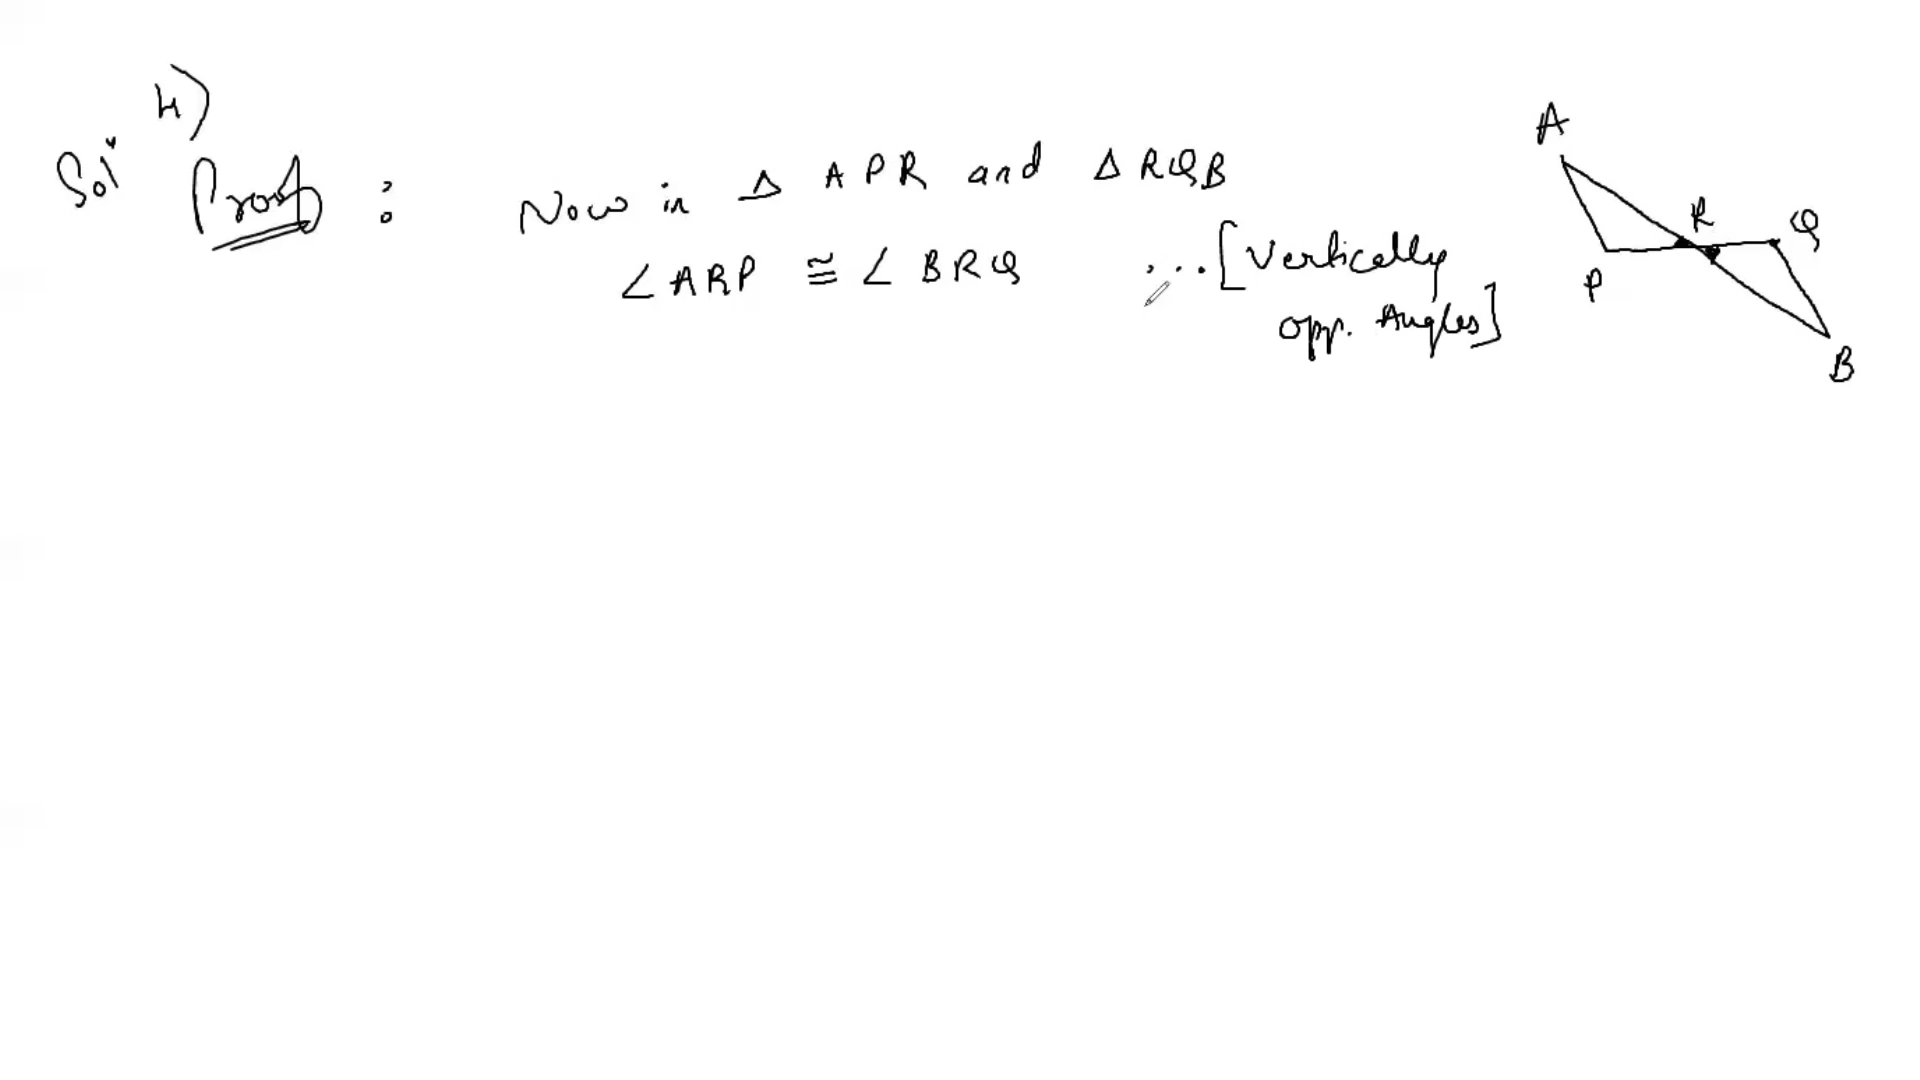 4)
Solⁿ Proof : Now in Δ APR and Δ RQB
∠ARP ≅ ∠BRQ ...[Vertically
opp. Angles]
A
R
Q
P
B